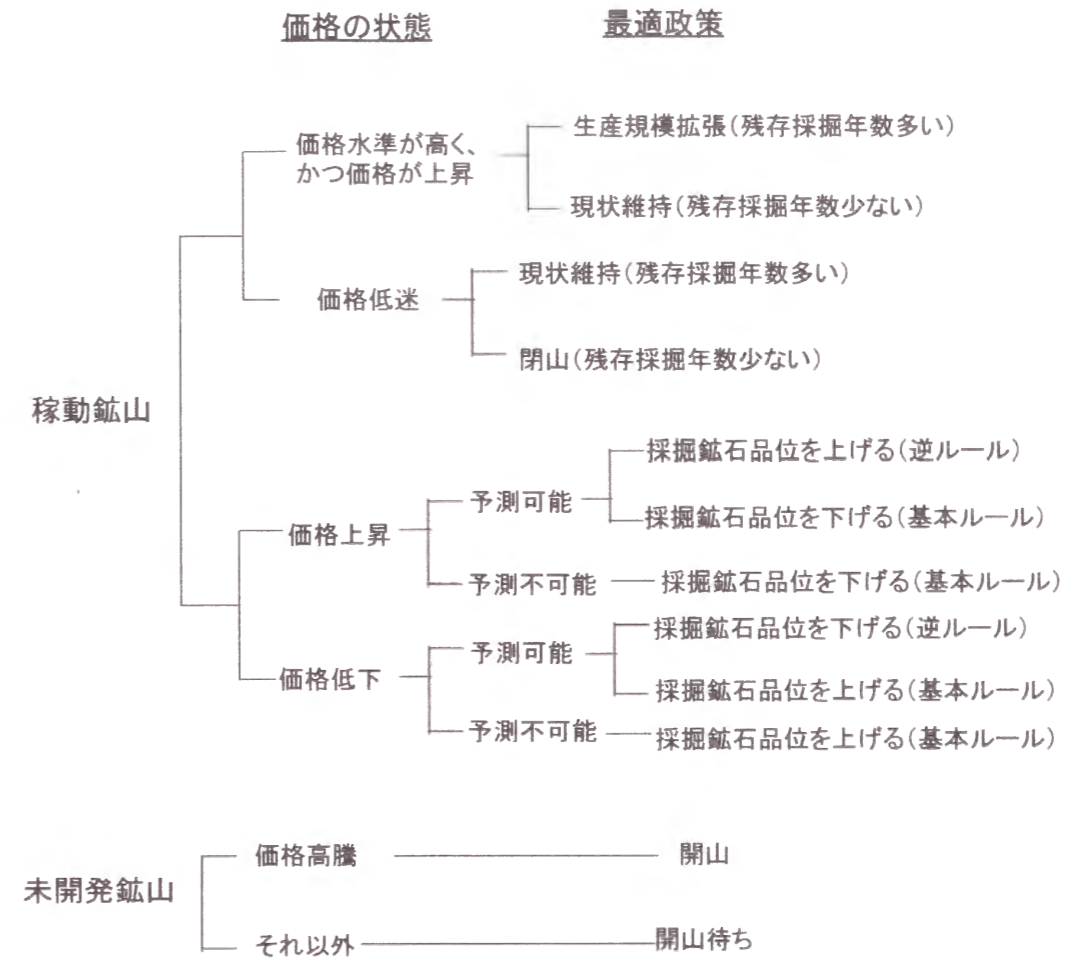 価格の状態
最適政策
価格水準が高く、
かつ価格が上昇
生産規模拡張(残存採掘年数多い)
現状維持(残存採掘年数少ない)
価格低迷
現状維持(残存採掘年数多い)
閉山(残存採掘年数少ない)
稼動鉱山
価格上昇
予測可能
採掘鉱石品位を上げる(逆ルール)
採掘鉱石品位を下げる(基本ルール)
予測不可能
採掘鉱石品位を下げる(基本ルール)
価格低下
予測可能
採掘鉱石品位を下げる(逆ルール)
採掘鉱石品位を上げる(基本ルール)
予測不可能
採掘鉱石品位を上げる(基本ルール)
未開発鉱山
価格高騰
開山
それ以外
開山待ち